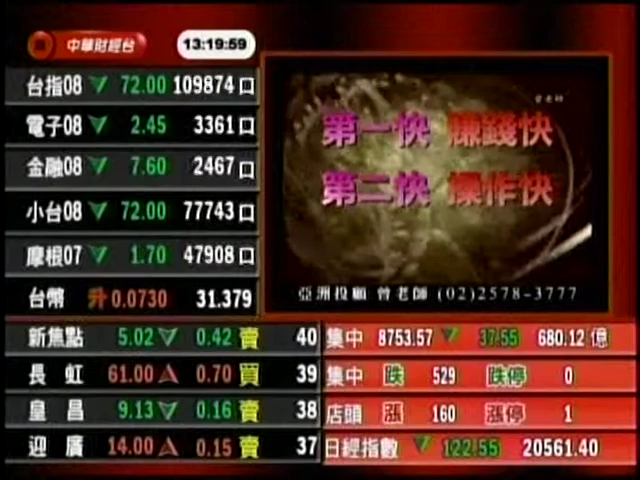 中華財經台 13:19:59
台指08 72.00 109874口
電子08 2.45 3361口
金融08 7.60 2467口
小台08 72.00 77743口
摩根07 1.70 47908口
台幣 升0.0730 31.379
第一快 賺錢快
第二快 操作快
亞洲投顧 曾老師 (02)2578-3777
新焦點 5.02 0.42 賣 40
長虹 61.00 0.70 買 39
皇昌 9.13 0.16 賣 38
迎廣 14.00 0.15 賣 37
集中 8753.57 37.55 680.12億
集中 跌 529 跌停 0
店頭 漲 160 漲停 1
日經指數 122.55 20561.40